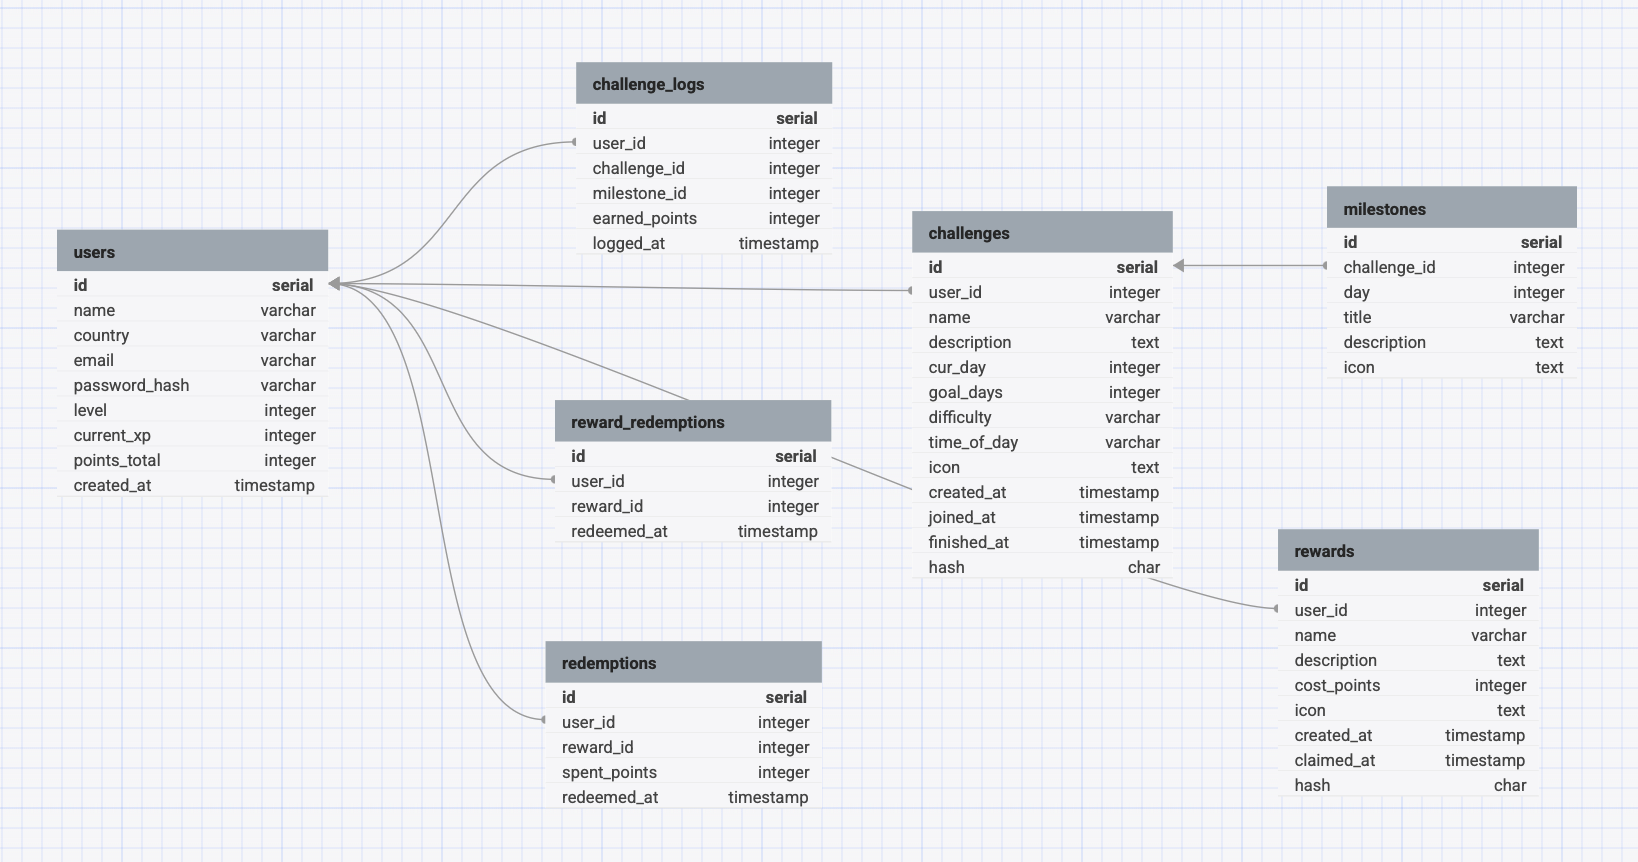 challenge_logs
id serial
user_id integer
challenge_id integer
milestone_id integer
earned_points integer
logged_at timestamp
users
id serial
name varchar
country varchar
email varchar
password_hash varchar
level integer
current_xp integer
points_total integer
created_at timestamp
challenges
id serial
user_id integer
name varchar
description text
cur_day integer
goal_days integer
difficulty varchar
time_of_day varchar
icon text
created_at timestamp
joined_at timestamp
finished_at timestamp
hash char
milestones
id serial
challenge_id integer
day integer
title varchar
description text
icon text
reward_redemptions
id serial
user_id integer
reward_id integer
redeemed_at timestamp
rewards
id serial
user_id integer
name varchar
description text
cost_points integer
icon text
created_at timestamp
claimed_at timestamp
hash char
redemptions
id serial
user_id integer
reward_id integer
spent_points integer
redeemed_at timestamp